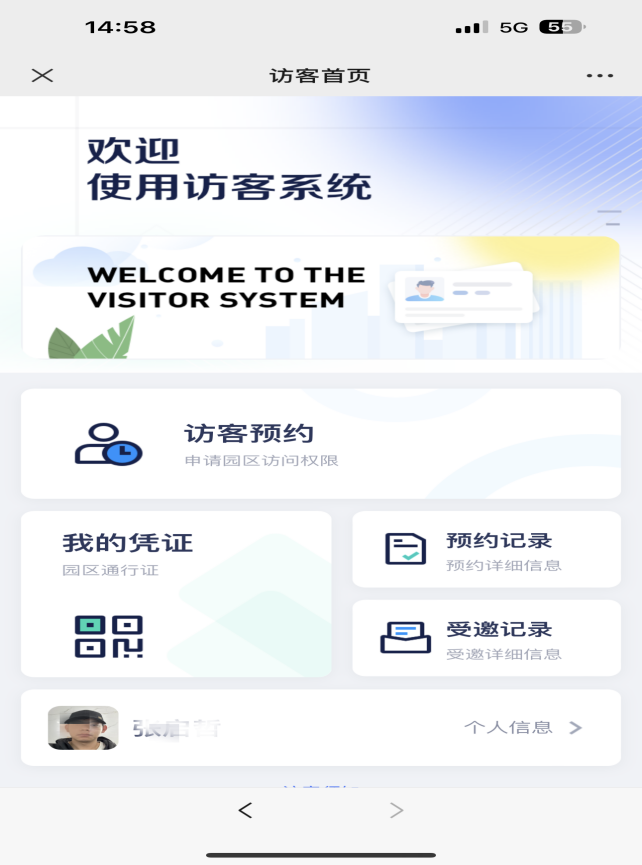 14:58
5G
55
访客首页
欢迎
使用访客系统
WELCOME TO THE
VISITOR SYSTEM
访客预约
申请园区访问权限
我的凭证
园区通行证
预约记录
预约详细信息
受邀记录
受邀详细信息
个人信息